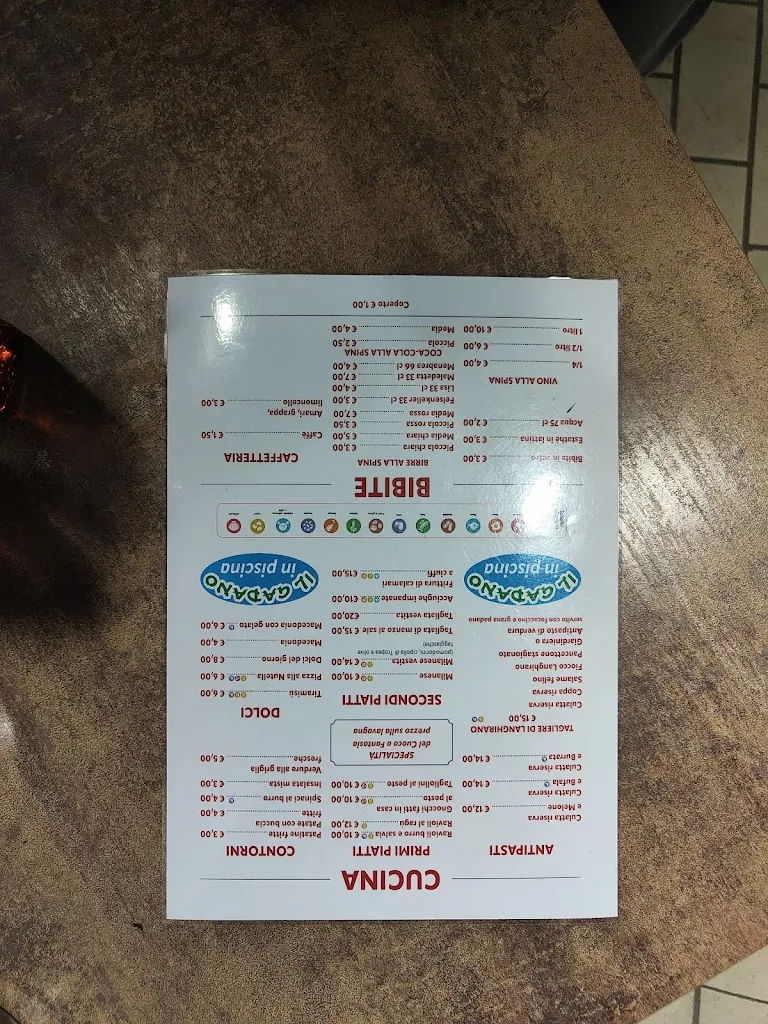 CUCINA
ANTIPASTI
Culatta riserva
e Melone ........ € 12,00
Culatta riserva
e Bufala ........ € 14,00
Culatta riserva
e Burrata ........ € 14,00
TAGLIERE DI LANGHIRANO
€ 15,00
Culatta riserva
Coppa riserva
Salame felino
Fiocco Langhirano
Pancettone stagionato
Giardiniera o
Antipasto di verdura
servito con focaccino e grana padano
IL GAPANO
in piscina
PRIMI PIATTI
Ravioli burro e salvia € 10,00
Ravioli al ragù ........ € 12,00
Gnocchi fatti in casa
al pesto ........ € 10,00
Tagliolini al pesto ........ € 10,00
SPECIALITÀ
del Cuoco o Fantasia
prezzo sulla lavagna
SECONDI PIATTI
Milanese ........ € 10,00
Milanese vestita ........ € 14,00
(pomodorini, cipolla di Tropea e olive taggiasche)
Tagliata di manzo al sale € 15,00
Tagliata vestita ........ €20,00
Acciughe impanate €10,00
Frittura di calamari
a ciuffi ........ €15,00
CONTORNI
Patatine fritte ........ € 3,00
Patate con buccia
fritte ........ € 4,00
Spinaci al burro ........ € 4,00
Insalata mista ........ € 3,00
Verdure alla griglia
fresche ........ € 5,00
DOLCI
Tiramisù ........ € 6,00
Pizza alla Nutella ........ € 6,00
Dolci del giorno ........ € 8,00
Macedonia ........ € 4,00
Macedonia con gelato ........ € 6,00
IL GAPANO
in piscina
BIBITE
Bibite in vetro ........ € 3,00
Estathè in lattina ........ € 3,00
Acqua 75 cl ........ € 2,00
VINO ALLA SPINA
1/4 ........ € 4,00
1/2 litro ........ € 6,00
1 litro ........ € 10,00
BIRRE ALLA SPINA
Piccola chiara ........ € 3,00
Media chiara ........ € 5,00
Piccola rossa ........ € 3,50
Media rossa ........ € 7,00
Felsenkeller 33 cl ........ € 3,00
Lisa 33 cl ........ € 4,00
Maledetta 33 cl ........ € 7,00
Menabrea 66 cl ........ € 4,00
COCA-COLA ALLA SPINA
Piccola ........ € 2,50
Media ........ € 4,00
CAFFETTERIA
Caffè ........ € 1,50
Amari, grappa,
limoncello ........ € 3,00
Coperto € 1,00